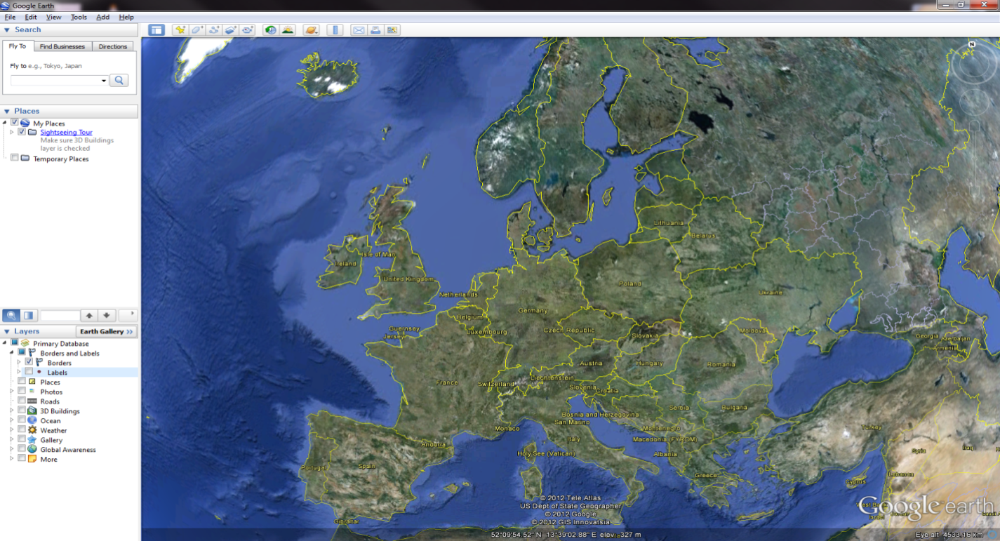 Google Earth
File Edit View Tools Add Help
Search
Fly To Find Businesses Directions
Fly to e.g., Tokyo, Japan
Places
My Places
Sightseeing Tour
Make sure 3D Buildings
layer is checked
Temporary Places
Layers
Earth Gallery >>
Primary Database
Borders and Labels
Borders
Labels
Places
Photos
Roads
3D Buildings
Ocean
Weather
Gallery
Global Awareness
More
N
Lithuania
Belarus
Isle of Man
Ireland
United Kingdom
Poland
Netherlands
Ukraine
Germany
Belgium
Guernsey
Czech Republic
Luxembourg
Moldova
Jersey
Slovakia
Georgia
Azerbaijan
Armenia
Austria
Hungary
Romania
France
Switzerland
Liechtenstein
Slovenia
Croatia
Serbia
Bulgaria
Bosnia and Herzegovina
San Marino
Monaco
Montenegro
Turkey
Italy
Macedonia (FYROM)
Andorra
Syria
Iraq
Holy See (Vatican)
Albania
Portugal
Spain
Greece
Lebanon
Cyprus
© 2012 Tele Atlas
US Dept of State Geographer
© 2012 Google
© 2012 GIS Innovatsia
West Ba
Israel
Google earth
Gibraltar
52°09'54.52" N 13°39'02.88" E elev 327 m
Eye alt 4533.16 km